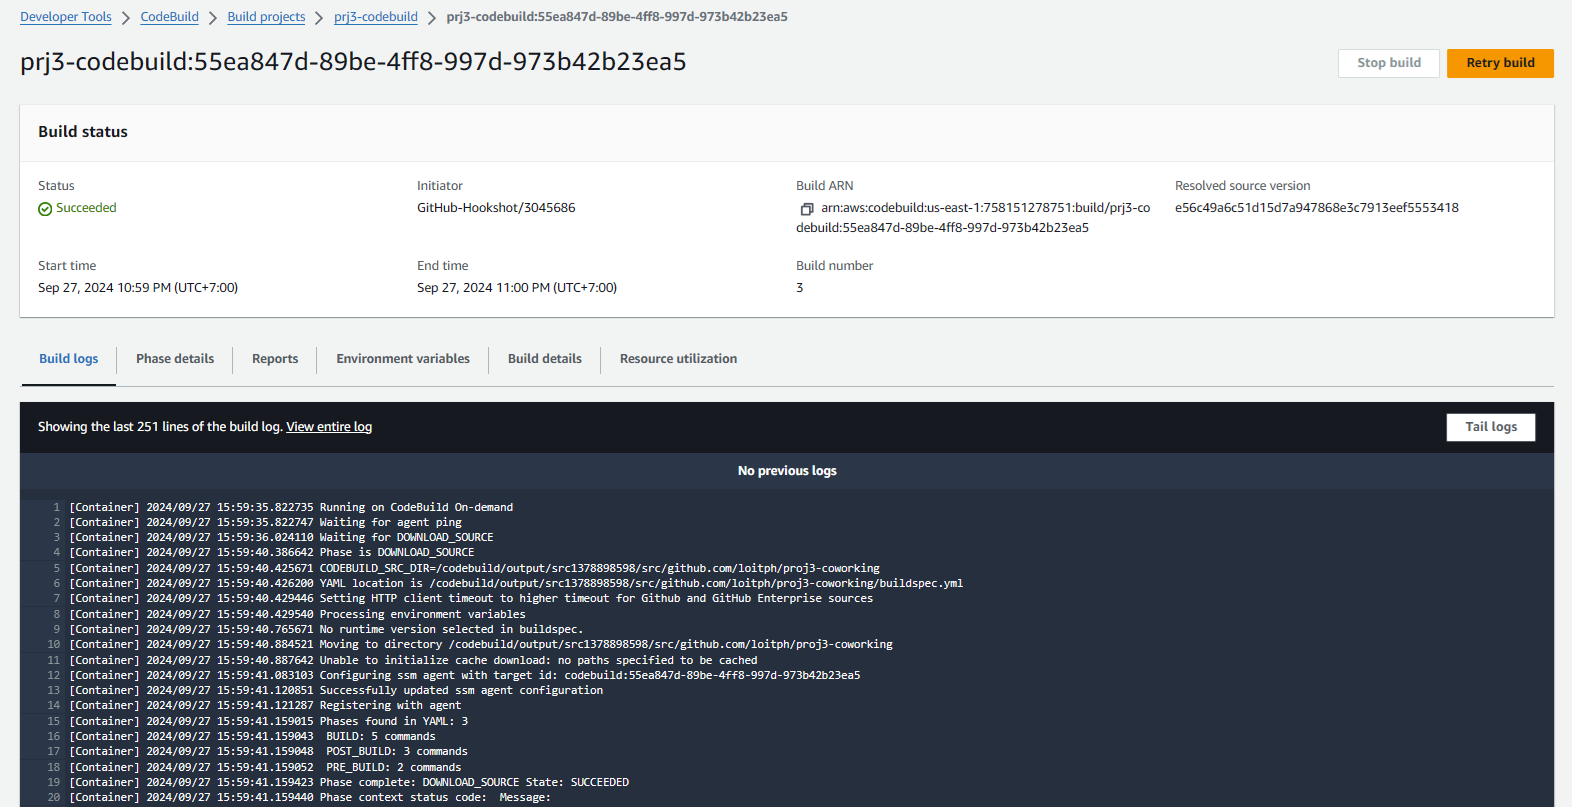 Developer Tools > CodeBuild > Build projects > prj3-codebuild > prj3-codebuild:55ea847d-89be-4ff8-997d-973b42b23ea5
prj3-codebuild:55ea847d-89be-4ff8-997d-973b42b23ea5
Stop build
Retry build
Build status
Status
Succeeded
Initiator
GitHub-Hookshot/3045686
Build ARN
arn:aws:codebuild:us-east-1:758151278751:build/prj3-co
debuild:55ea847d-89be-4ff8-997d-973b42b23ea5
Resolved source version
e56c49a6c51d15d7a947868e3c7913eef5553418
Start time
Sep 27, 2024 10:59 PM (UTC+7:00)
End time
Sep 27, 2024 11:00 PM (UTC+7:00)
Build number
3
Build logs
Phase details
Reports
Environment variables
Build details
Resource utilization
Showing the last 251 lines of the build log. View entire log
Tail logs
No previous logs
1 [Container] 2024/09/27 15:59:35.822735 Running on CodeBuild On-demand
2 [Container] 2024/09/27 15:59:35.822747 Waiting for agent ping
3 [Container] 2024/09/27 15:59:36.024110 Waiting for DOWNLOAD_SOURCE
4 [Container] 2024/09/27 15:59:40.386642 Phase is DOWNLOAD_SOURCE
5 [Container] 2024/09/27 15:59:40.425671 CODEBUILD_SRC_DIR=/codebuild/output/src1378898598/src/github.com/loitph/proj3-coworking
6 [Container] 2024/09/27 15:59:40.426200 YAML location is /codebuild/output/src1378898598/src/github.com/loitph/proj3-coworking/buildspec.yml
7 [Container] 2024/09/27 15:59:40.429446 Setting HTTP client timeout to higher timeout for Github and GitHub Enterprise sources
8 [Container] 2024/09/27 15:59:40.429540 Processing environment variables
9 [Container] 2024/09/27 15:59:40.765671 No runtime version selected in buildspec.
10 [Container] 2024/09/27 15:59:40.884521 Moving to directory /codebuild/output/src1378898598/src/github.com/loitph/proj3-coworking
11 [Container] 2024/09/27 15:59:40.887642 Unable to initialize cache download: no paths specified to be cached
12 [Container] 2024/09/27 15:59:41.083103 Configuring ssm agent with target id: codebuild:55ea847d-89be-4ff8-997d-973b42b23ea5
13 [Container] 2024/09/27 15:59:41.120851 Successfully updated ssm agent configuration
14 [Container] 2024/09/27 15:59:41.121287 Registering with agent
15 [Container] 2024/09/27 15:59:41.159015 Phases found in YAML: 3
16 [Container] 2024/09/27 15:59:41.159043  BUILD: 5 commands
17 [Container] 2024/09/27 15:59:41.159048  POST_BUILD: 3 commands
18 [Container] 2024/09/27 15:59:41.159052  PRE_BUILD: 2 commands
19 [Container] 2024/09/27 15:59:41.159423 Phase complete: DOWNLOAD_SOURCE State: SUCCEEDED
20 [Container] 2024/09/27 15:59:41.159440 Phase context status code:  Message: